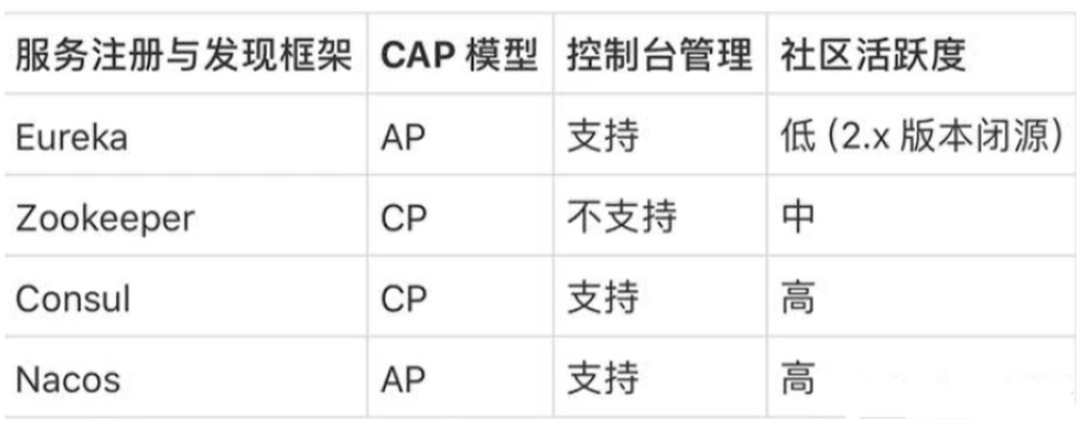 服务注册与发现框架 CAP 模型 控制台管理 社区活跃度
Eureka AP 支持 低 (2.x 版本闭源)
Zookeeper CP 不支持 中
Consul CP 支持 高
Nacos AP 支持 高